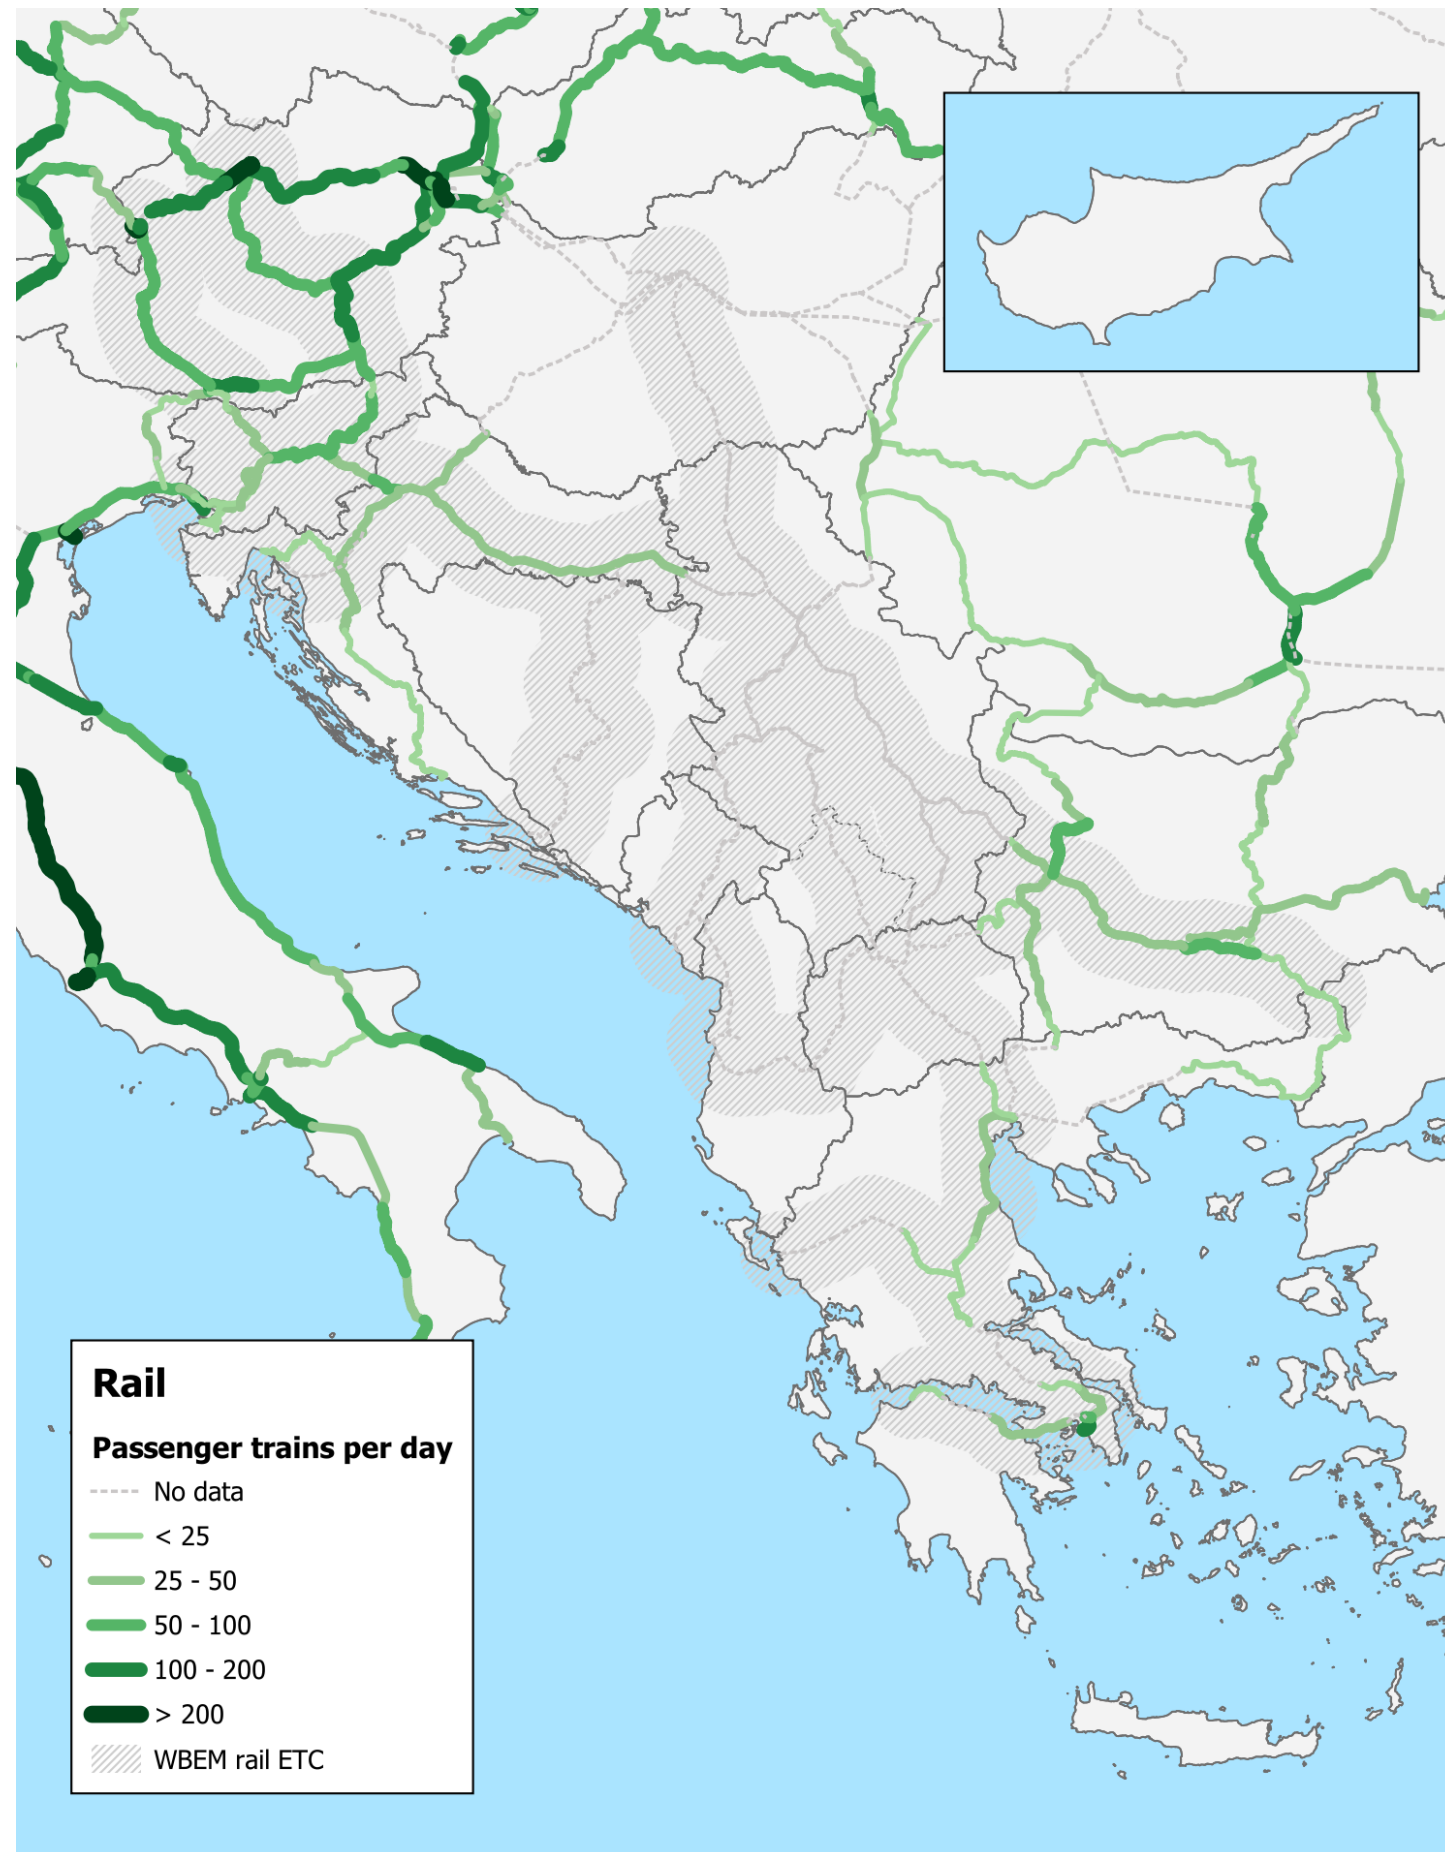 Rail
Passenger trains per day
No data
< 25
25 - 50
50 - 100
100 - 200
> 200
WBEM rail ETC